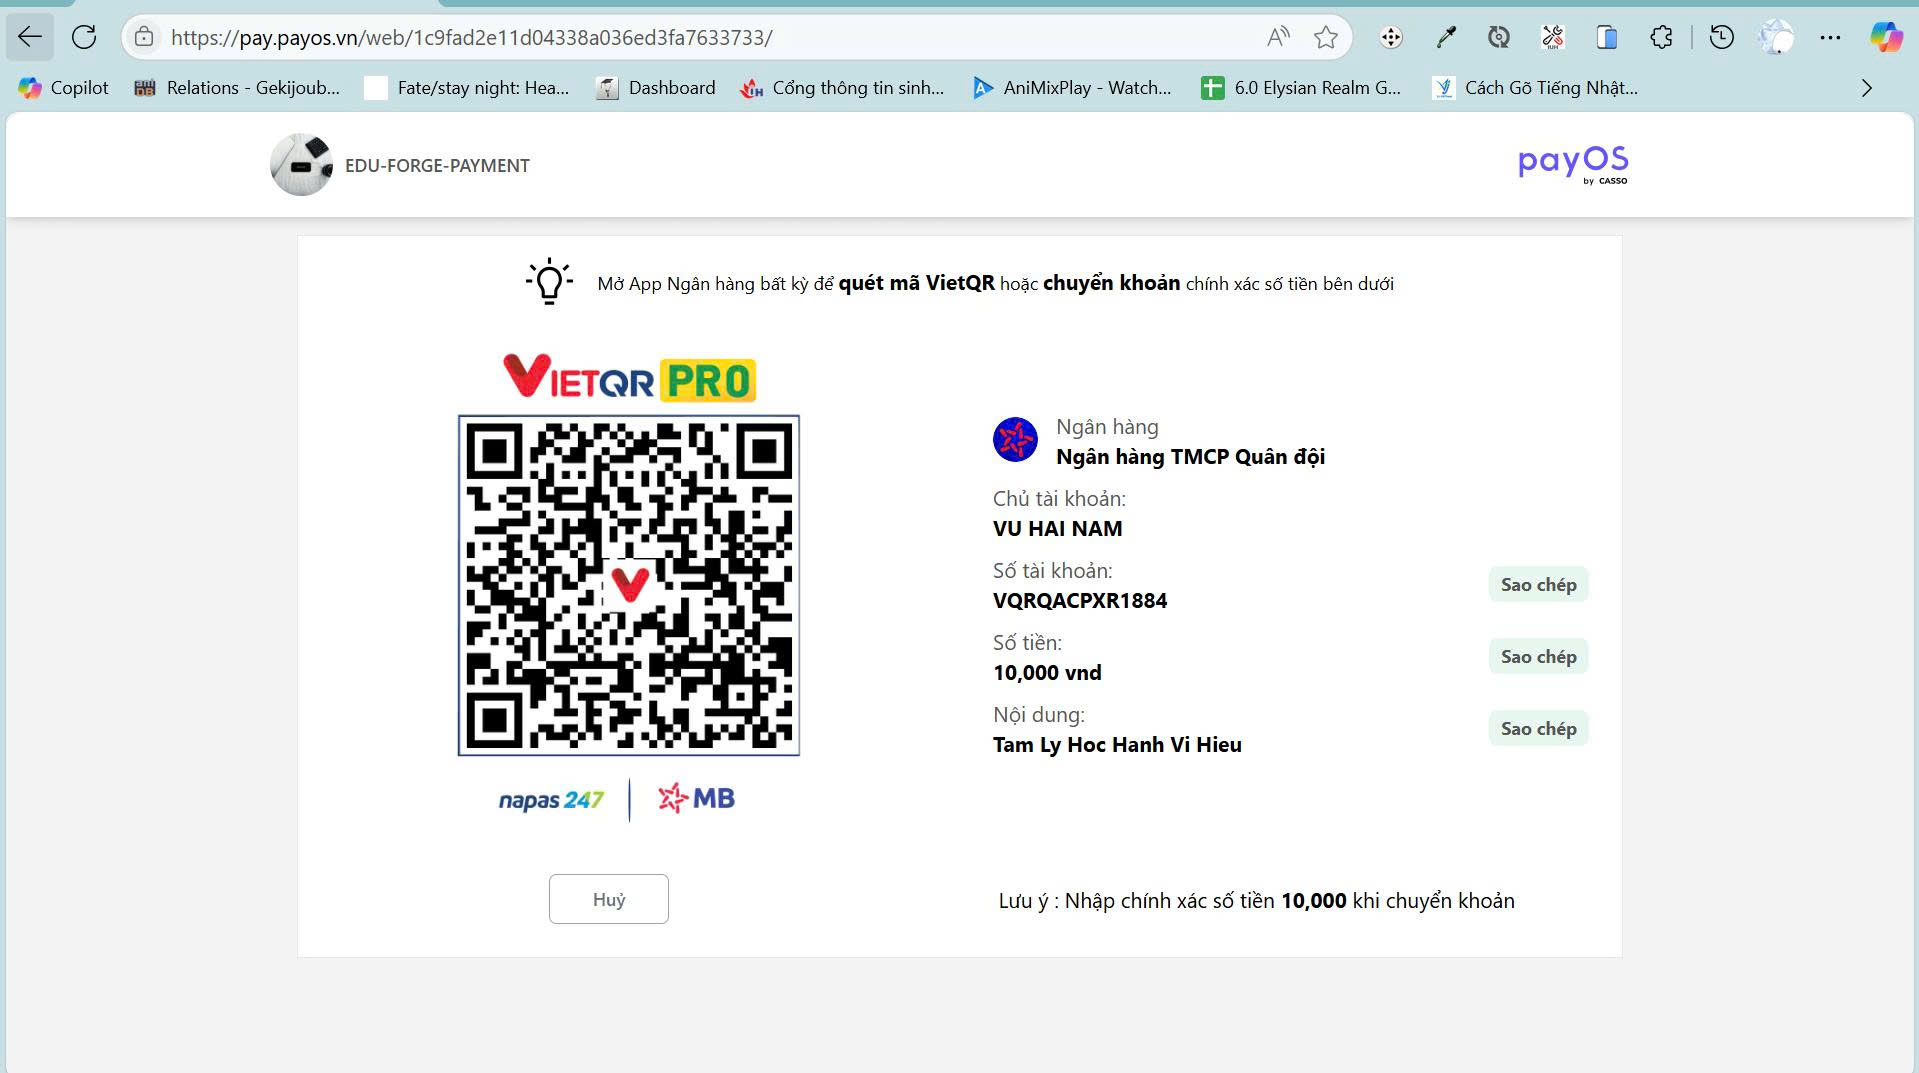 https://pay.payos.vn/web/1c9fad2e11d04338a036ed3fa7633733/
Copilot
Relations - Gekijoub...
Fate/stay night: Hea...
Dashboard
Cổng thông tin sinh...
AniMixPlay - Watch...
6.0 Elysian Realm G...
Cách Gõ Tiếng Nhật...
EDU-FORGE-PAYMENT
payOS
by CASSO
Mở App Ngân hàng bất kỳ để quét mã VietQR hoặc chuyển khoản chính xác số tiền bên dưới
VIETQR PRO
Ngân hàng
Ngân hàng TMCP Quân đội
Chủ tài khoản:
VU HAI NAM
Số tài khoản:
VQRQACPXR1884
Sao chép
Số tiền:
10,000 vnd
Sao chép
Nội dung:
Tam Ly Hoc Hanh Vi Hieu
Sao chép
napas 247
MB
Huỷ
Lưu ý : Nhập chính xác số tiền 10,000 khi chuyển khoản